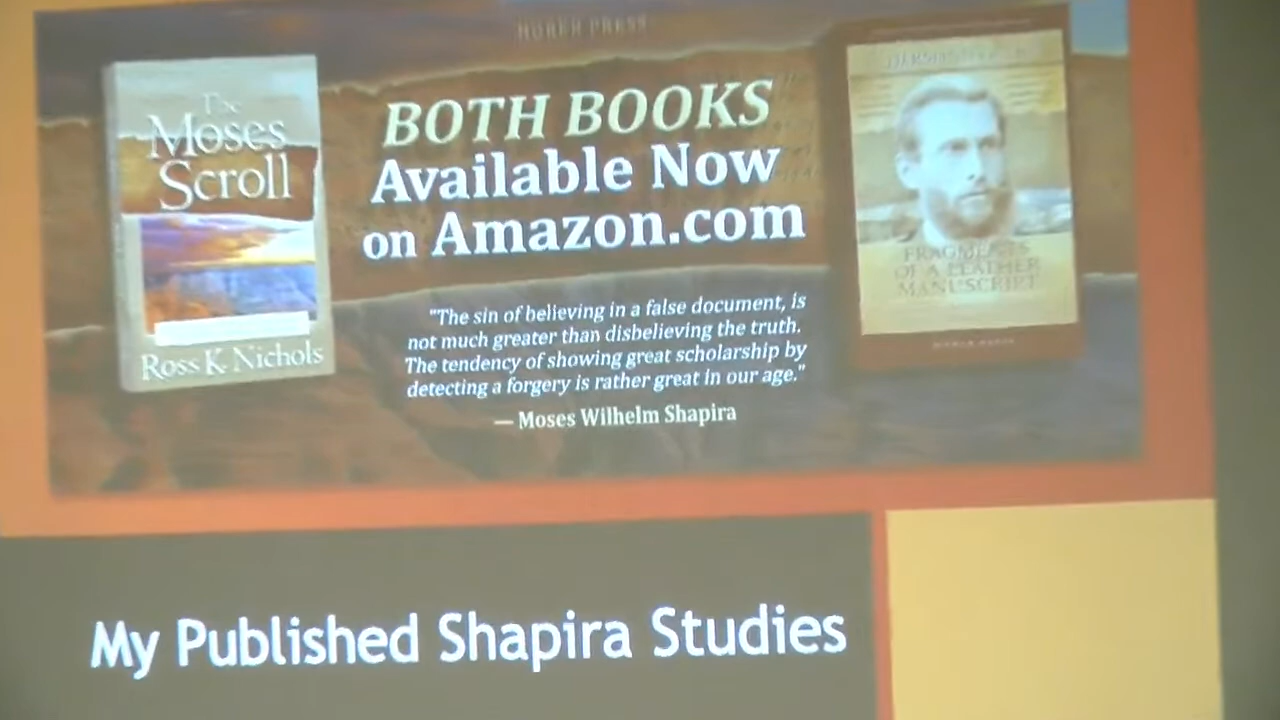 HOREB PRESS
The
Moses
Scroll
Ross K. Nichols
BOTH BOOKS
Available Now
on Amazon.com
"The sin of believing in a false document, is
not much greater than disbelieving the truth.
The tendency of showing great scholarship by
detecting a forgery is rather great in our age."
— Moses Wilhelm Shapira
FRAGMENTS
OF A LEATHER
MANUSCRIPT
My Published Shapira Studies